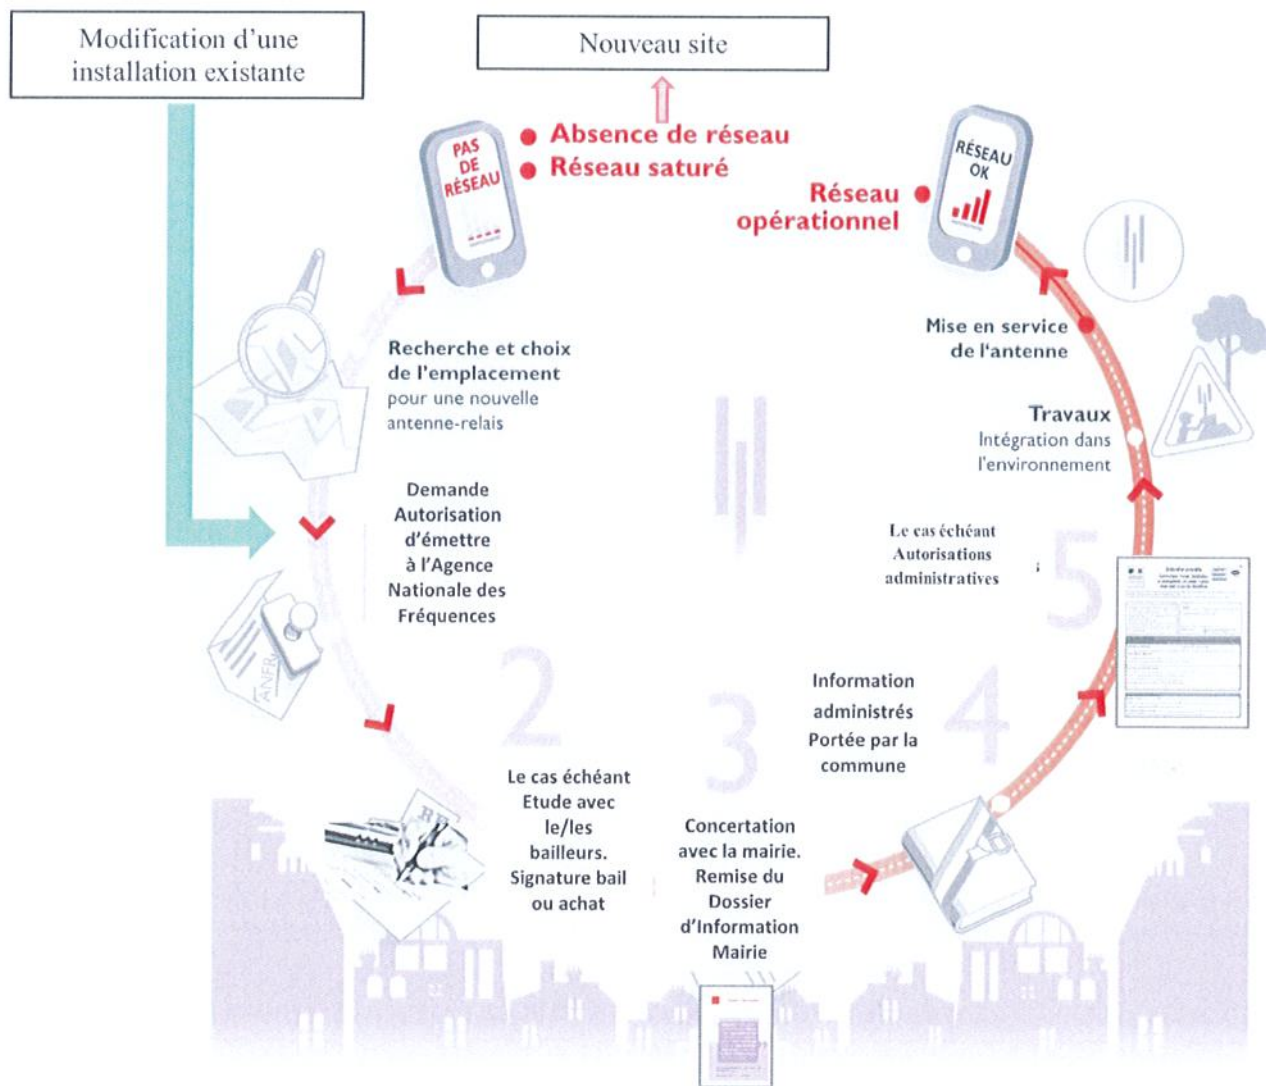 Modification d'une
installation existante
Nouveau site
PAS
DE
RÉSEAU
Absence de réseau
Réseau saturé
Réseau
opérationnel
RÉSEAU
OK
Recherche et choix
de l'emplacement
pour une nouvelle
antenne-relais
Demande
Autorisation
d'émettre
à l'Agence
Nationale des
Fréquences
ANFR
2
Le cas échéant
Etude avec
le/les
bailleurs.
Signature bail
ou achat
3
Concertation
avec la mairie.
Remise du
Dossier
d'Information
Mairie
4
Information
administrés
Portée par la
commune
5
Le cas échéant
Autorisations
administratives
Travaux
Intégration dans
l'environnement
Mise en service
de l'antenne